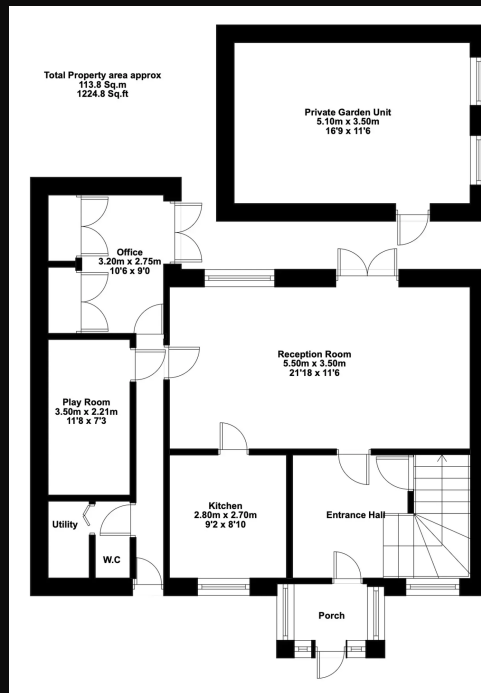 Total Property area approx
113.8 Sq.m
1224.8 Sq.ft
Private Garden Unit
5.10m x 3.50m
16'9 x 11'6
Office
3.20m x 2.75m
10'6 x 9'0
Reception Room
5.50m x 3.50m
21'18 x 11'6
Play Room
3.50m x 2.21m
11'8 x 7'3
Kitchen
2.80m x 2.70m
9'2 x 8'10
Entrance Hall
Utility
W.C
Porch